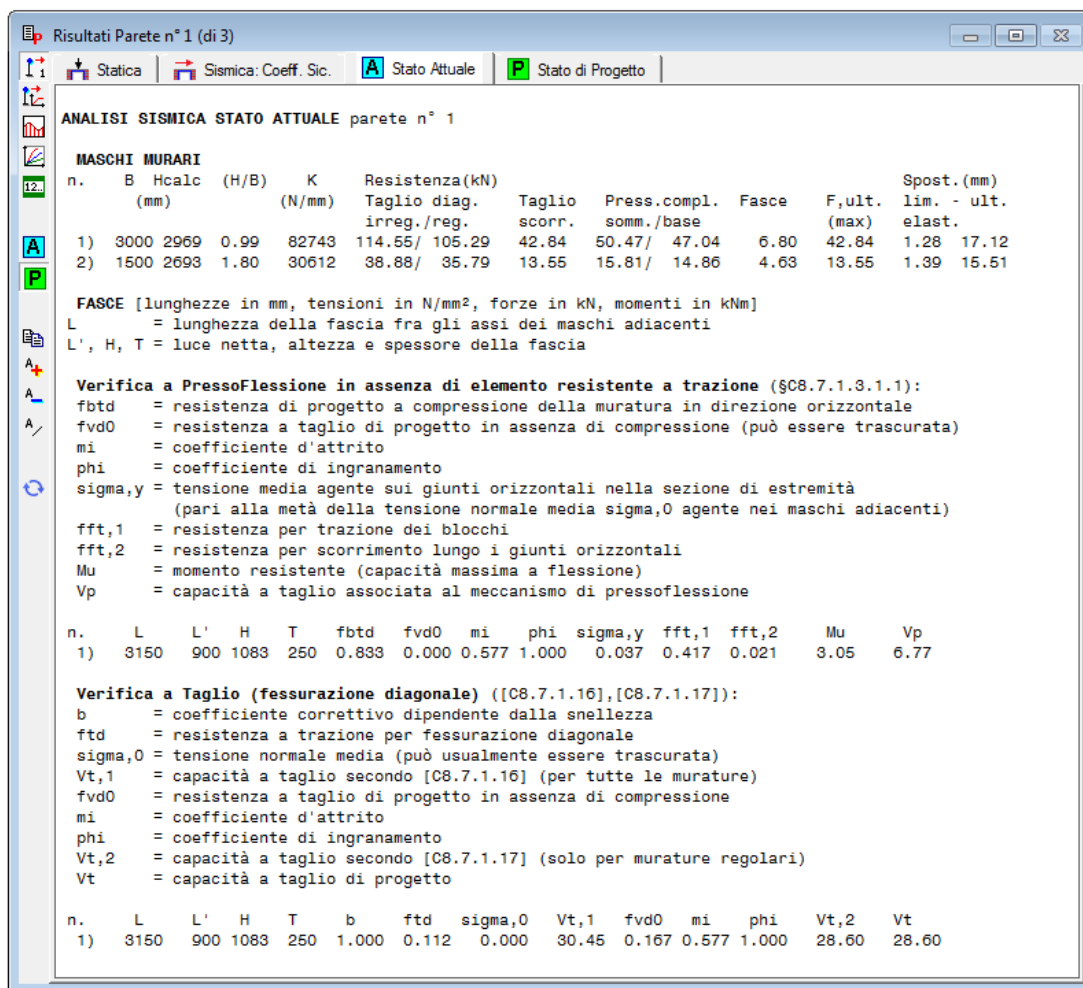 Risultati Parete n° 1 (di 3)
Statica Sismica: Coeff. Sic. A Stato Attuale P Stato di Progetto
ANALISI SISMICA STATO ATTUALE parete n° 1
MASCHI MURARI
n. B Hcalc (H/B) K Resistenza(kN) Spost.(mm)
(mm) (N/mm) Taglio diag. Taglio Press.compl. Fasce F,ult. lim. - ult.
irreg./reg. scorr. somm./base (max) elast.
1) 3000 2969 0.99 82743 114.55/ 105.29 42.84 50.47/ 47.04 6.80 42.84 1.28 17.12
2) 1500 2693 1.80 30612 38.88/ 35.79 13.55 15.81/ 14.86 4.63 13.55 1.39 15.51
FASCE [lunghezze in mm, tensioni in N/mm², forze in kN, momenti in kNm]
L = lunghezza della fascia fra gli assi dei maschi adiacenti
L', H, T = luce netta, altezza e spessore della fascia
Verifica a PressoFlessione in assenza di elemento resistente a trazione (§C8.7.1.3.1.1):
fbtd = resistenza di progetto a compressione della muratura in direzione orizzontale
fvd0 = resistenza a taglio di progetto in assenza di compressione (può essere trascurata)
mi = coefficiente d'attrito
phi = coefficiente di ingranamento
sigma,y = tensione media agente sui giunti orizzontali nella sezione di estremità
(pari alla metà della tensione normale media sigma,0 agente nei maschi adiacenti)
fft,1 = resistenza per trazione dei blocchi
fft,2 = resistenza per scorrimento lungo i giunti orizzontali
Mu = momento resistente (capacità massima a flessione)
Vp = capacità a taglio associata al meccanismo di pressoflessione
n. L L' H T fbtd fvd0 mi phi sigma,y fft,1 fft,2 Mu Vp
1) 3150 900 1083 250 0.833 0.000 0.577 1.000 0.037 0.417 0.021 3.05 6.77
Verifica a Taglio (fessurazione diagonale) ([C8.7.1.16],[C8.7.1.17]):
b = coefficiente correttivo dipendente dalla snellezza
ftd = resistenza a trazione per fessurazione diagonale
sigma,0 = tensione normale media (può usualmente essere trascurata)
Vt,1 = capacità a taglio secondo [C8.7.1.16] (per tutte le murature)
fvd0 = resistenza a taglio di progetto in assenza di compressione
mi = coefficiente d'attrito
phi = coefficiente di ingranamento
Vt,2 = capacità a taglio secondo [C8.7.1.17] (solo per murature regolari)
Vt = capacità a taglio di progetto
n. L L' H T b ftd sigma,0 Vt,1 fvd0 mi phi Vt,2 Vt
1) 3150 900 1083 250 1.000 0.112 0.000 30.45 0.167 0.577 1.000 28.60 28.60